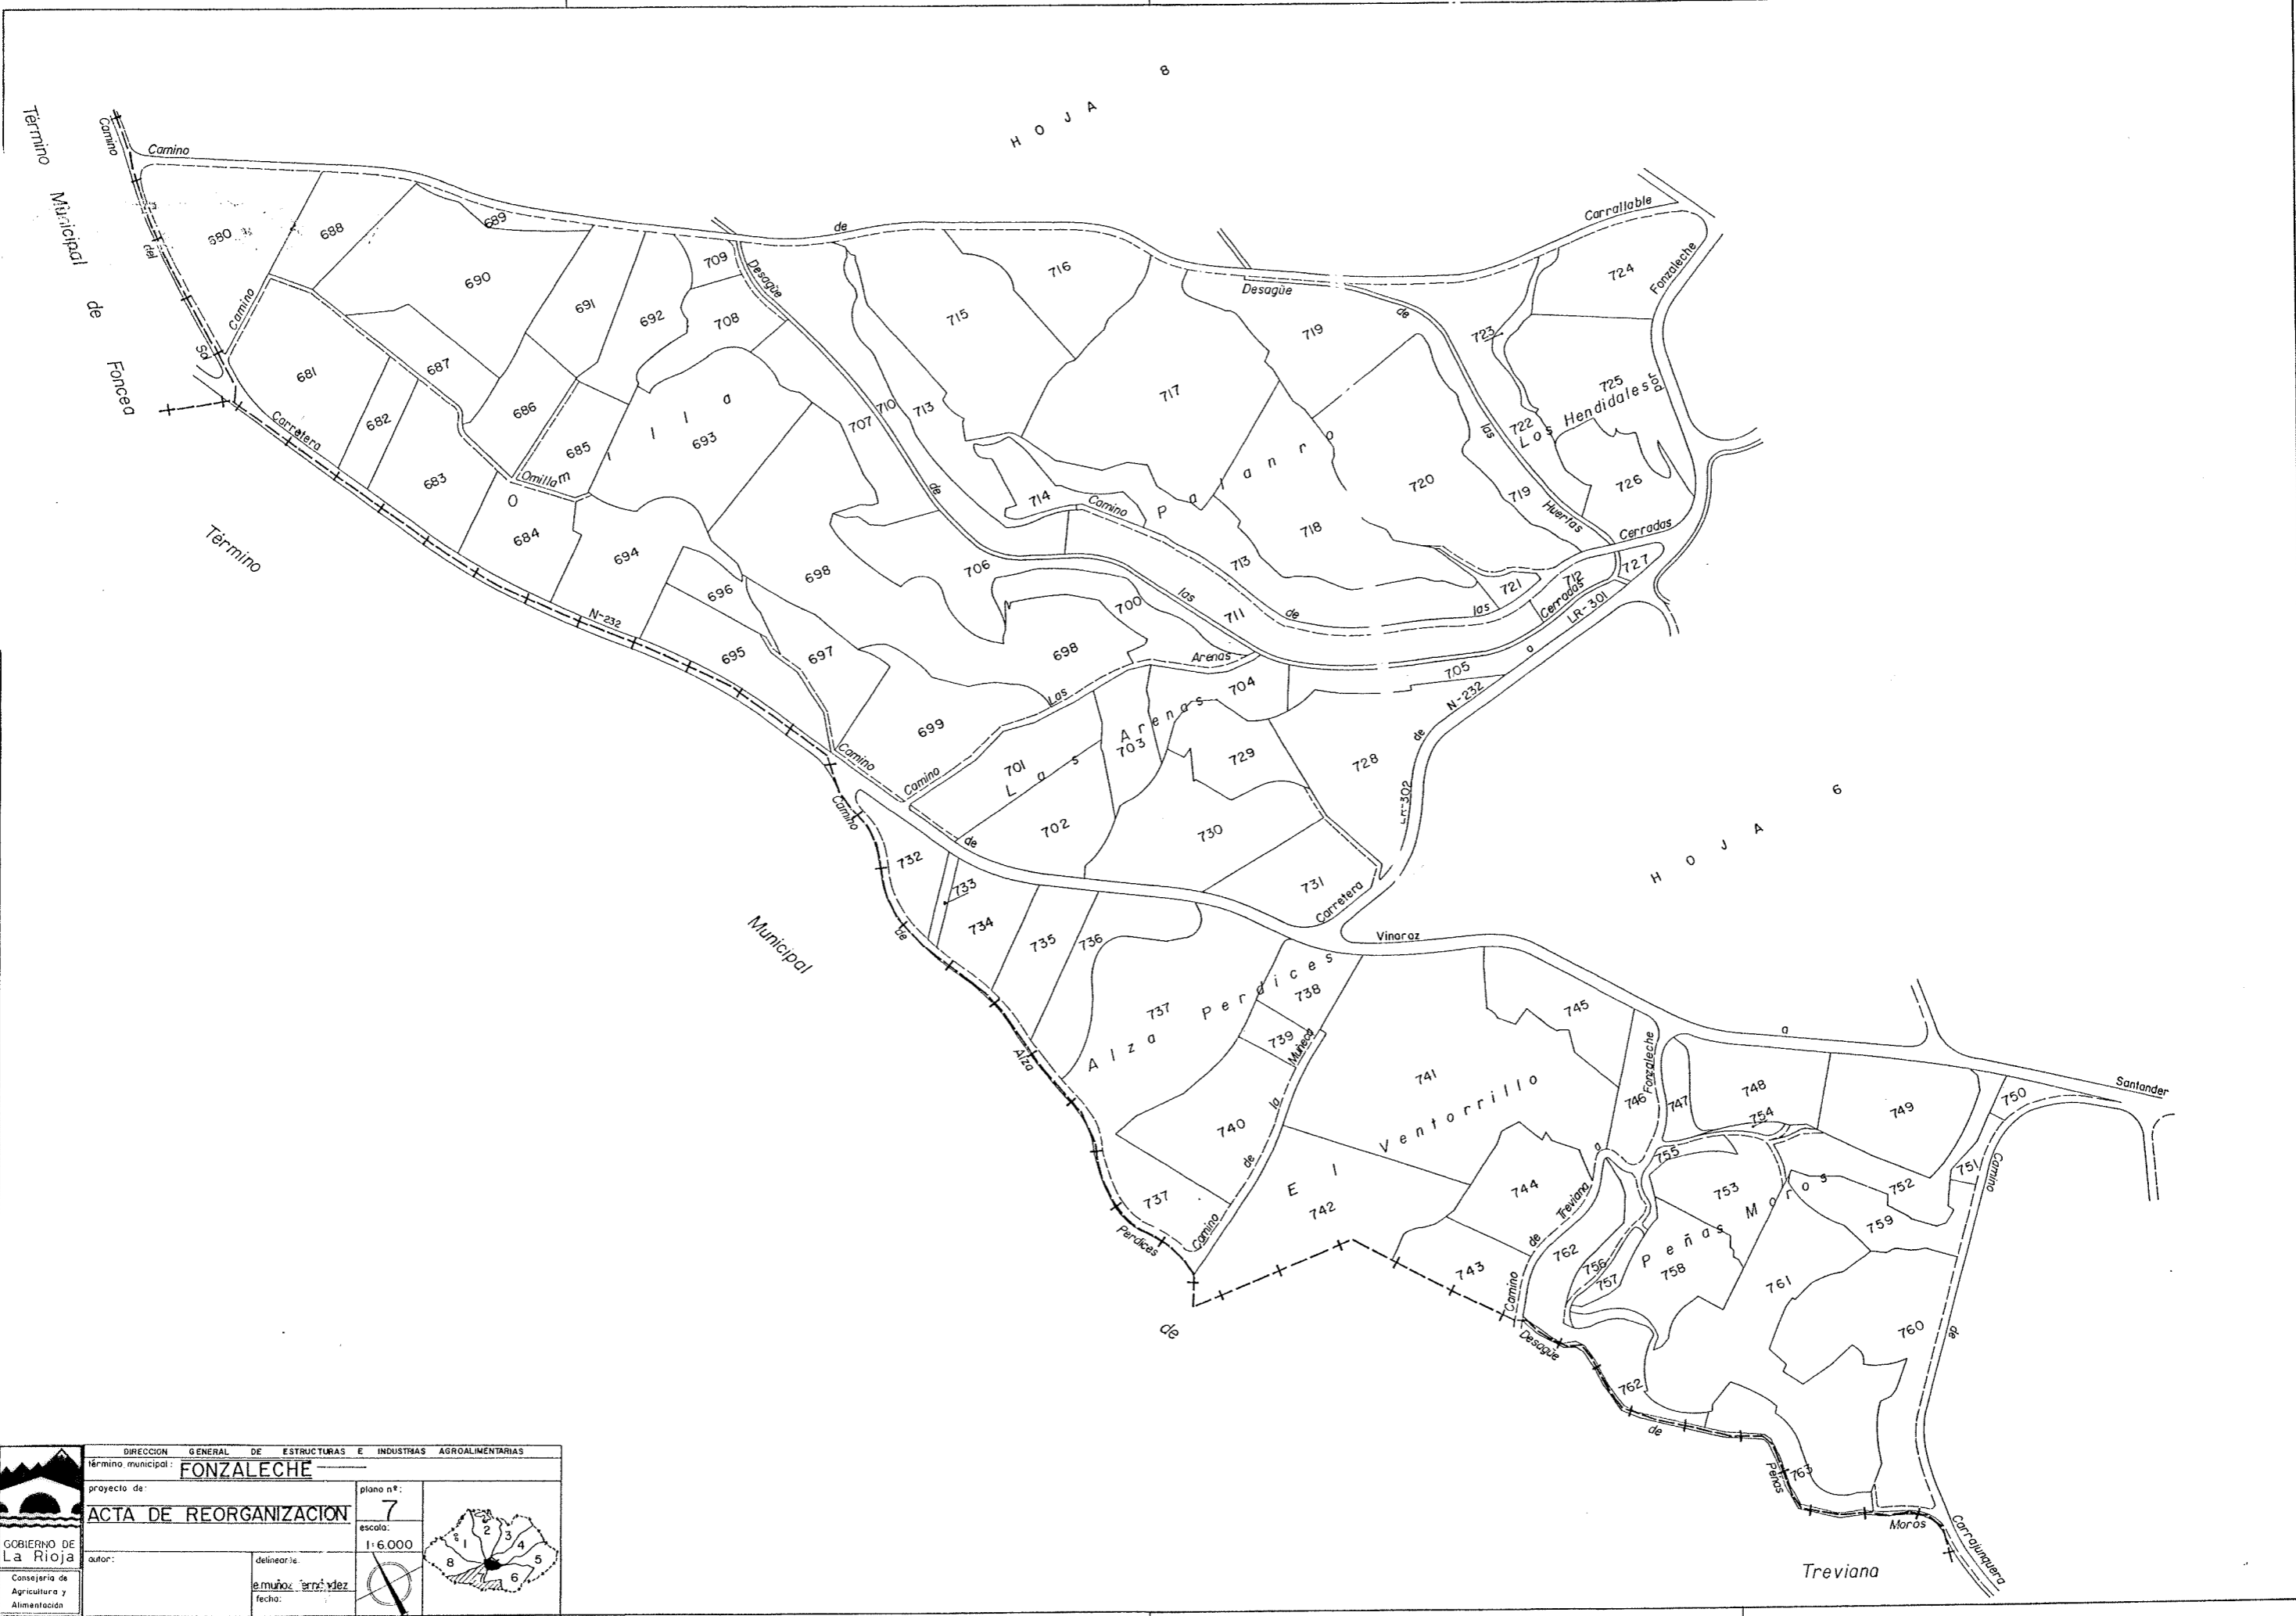 HOJA 8
Término Municipal de Foncea
Camino del Sd
Camino de Carrallable
680
688
689
690
691
692
709
Desagüe
708
681
Camino
687
682
686
685
683
Omillam
684
693
Carretera
N-232
694
696
695
697
698
699
707
710
713
715
716
717
714
Camino
Palanro
718
719
720
Desagüe
de las Huertas
719
723
724
Fonzaleche
por
725
Los Hendidales
722
726
Cerradas
727
712
Cerradas
721
713
711
de las
706
700
698
de las
Camino Las Arenas
704
705
N-232 a LR-301
701
Las Arenas
703
702
729
728
730
731
de
LR-302
Carretera
HOJA 6
Término Municipal de Treviana
Camino de Alza Perdices
732
733
734
735
736
737
Alza Perdices
738
739
740
737
Camino de la Muñeca
Camino
de Vinaroz a Santander
741
El Ventorrillo
742
743
744
745
746
Fonzaleche
a
Treviana
de
Camino
747
748
754
749
750
751
755
753
752
759
Peñas Moros
758
756
757
762
761
760
762
763
Desagüe de Peñas Moros
Camino de Carrajunquera
DIRECCION GENERAL DE ESTRUCTURAS E INDUSTRIAS AGROALIMENTARIAS
término municipal: FONZALECHE
proyecto de:
ACTA DE REORGANIZACION
plano nº:
7
escala:
1:6.000
autor:
delineante:
fecha:
GOBIERNO DE
La Rioja
Consejería de
Agricultura y
Alimentación
1
2
3
4
5
6
8